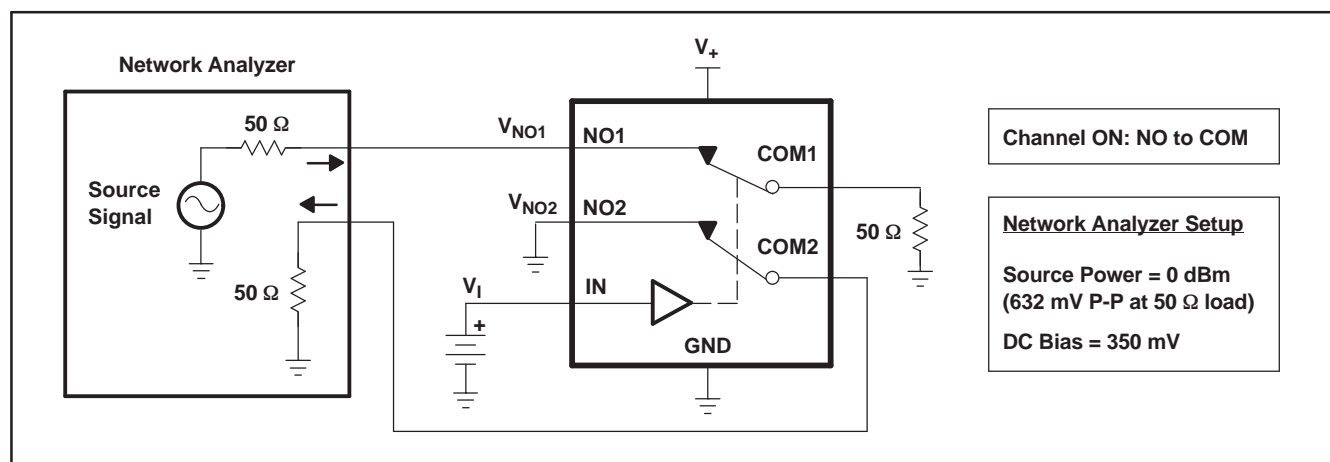 Network Analyzer
50 Ω
Source
Signal
50 Ω
V+
VNO1
NO1
COM1
VNO2
NO2
COM2
50 Ω
VI
IN
+
GND
Channel ON: NO to COM
Network Analyzer Setup
Source Power = 0 dBm
(632 mV P-P at 50 Ω load)
DC Bias = 350 mV